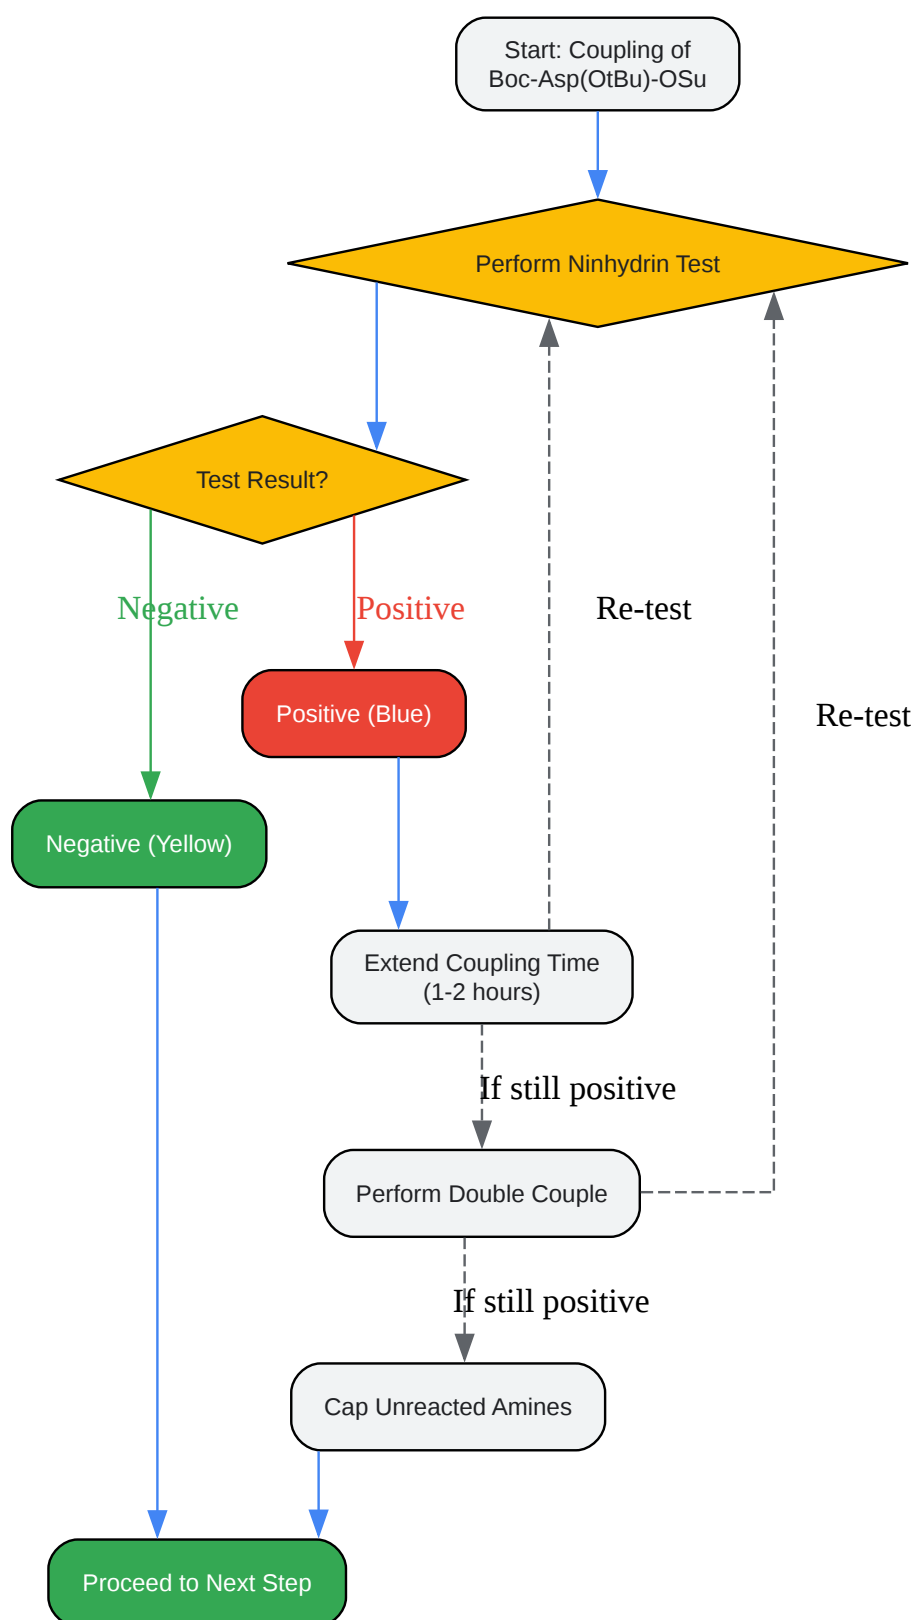 Start: Coupling of
Boc-Asp(OtBu)-OSu
Perform Ninhydrin Test
Test Result?
Negative
Positive
Re-test
Positive (Blue)
Re-test
Negative (Yellow)
Extend Coupling Time
(1-2 hours)
If still positive
Perform Double Couple
If still positive
Cap Unreacted Amines
Proceed to Next Step